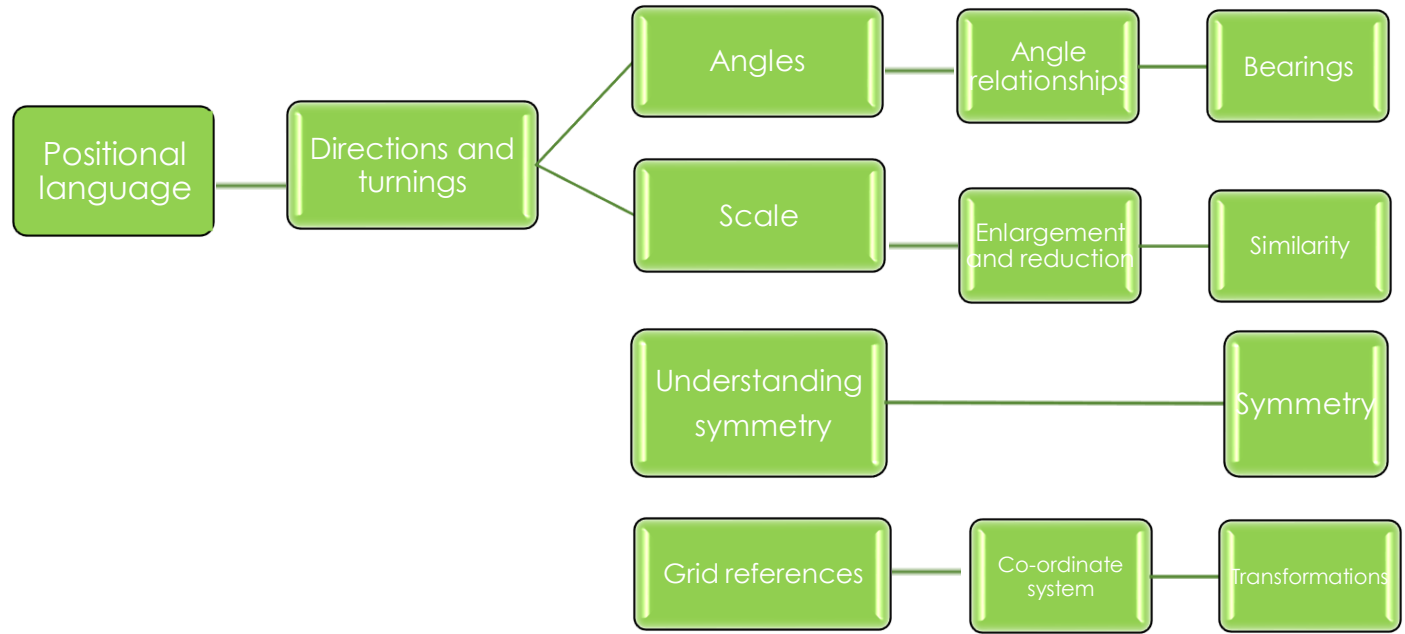 Positional
language
Directions and
turnings
Angles
Angle
relationships
Bearings
Scale
Enlargement
and reduction
Similarity
Understanding
symmetry
Symmetry
Grid references
Co-ordinate
system
Transformations